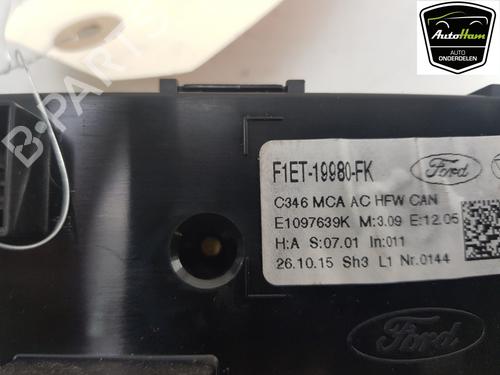 AutoHam
AUTO
ONDERDELEN
B-PARTS
F1ET-19980-FK
Ford
C346 MCA AC HFW CAN
E1097639K M:3.09 E:12.05
H:A S:07.01 In:011
26.10.15 Sh3 L1 Nr.0144
Ford